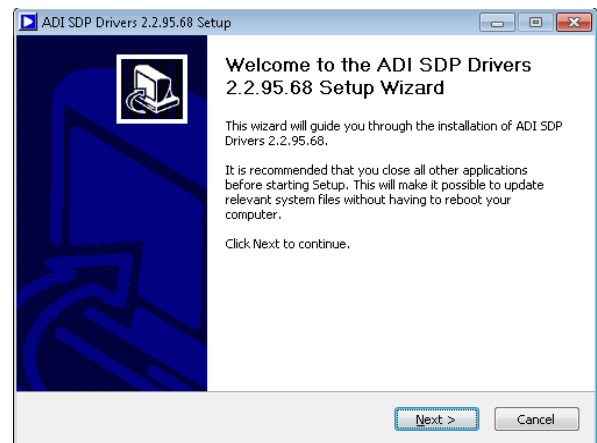 ADI SDP Drivers 2.2.95.68 Setup
Welcome to the ADI SDP Drivers
2.2.95.68 Setup Wizard
This wizard will guide you through the installation of ADI SDP
Drivers 2.2.95.68.
It is recommended that you close all other applications
before starting Setup. This will make it possible to update
relevant system files without having to reboot your
computer.
Click Next to continue.
Next >
Cancel